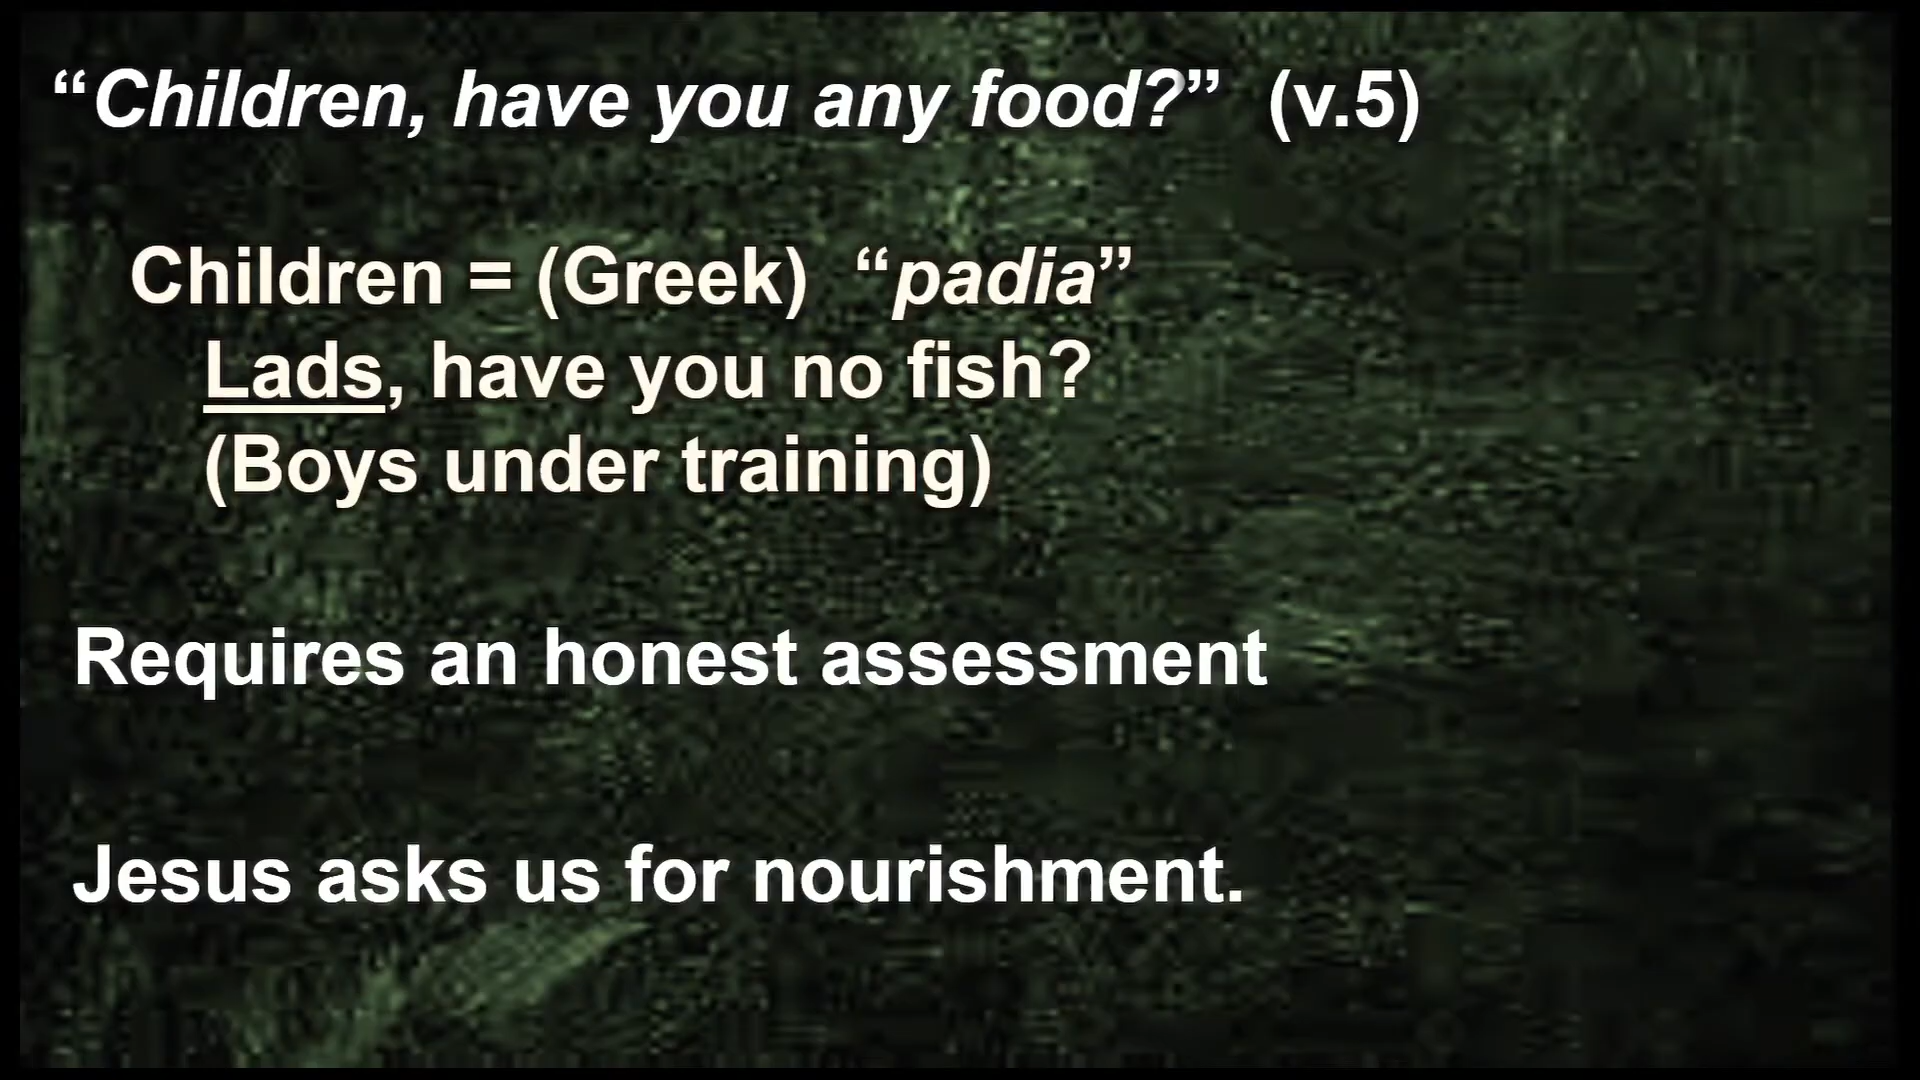 “Children, have you any food?” (v.5)
Children = (Greek) “padia”
Lads, have you no fish?
(Boys under training)
Requires an honest assessment
Jesus asks us for nourishment.